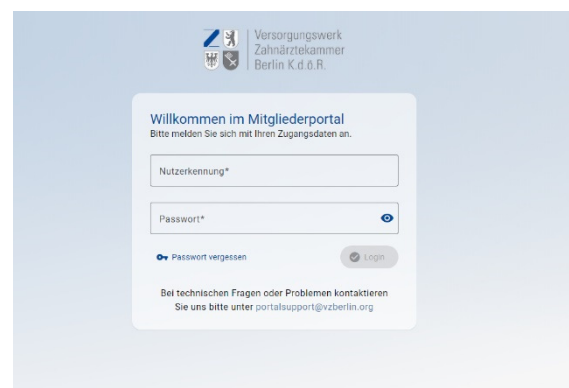 Versorgungswerk
Zahnärztekammer
Berlin K.d.ö.R.
Willkommen im Mitgliederportal
Bitte melden Sie sich mit Ihren Zugangsdaten an.
Nutzerkennung*
Passwort*
Passwort vergessen
Login
Bei technischen Fragen oder Problemen kontaktieren
Sie uns bitte unter portalsupport@vzberlin.org